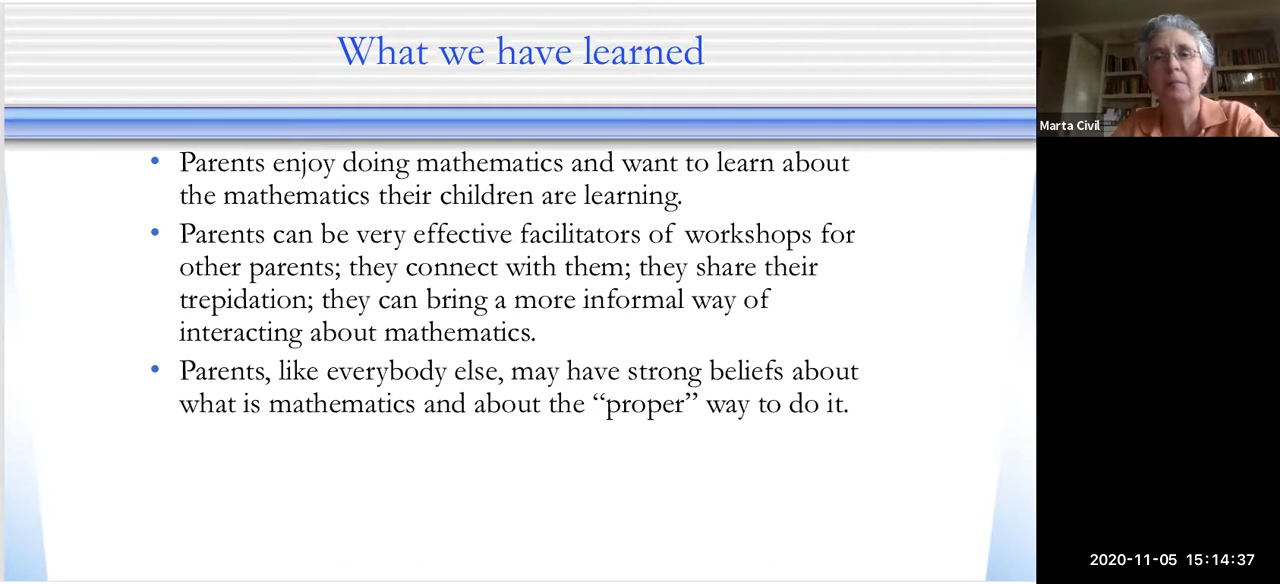 What we have learned
• Parents enjoy doing mathematics and want to learn about
the mathematics their children are learning.
• Parents can be very effective facilitators of workshops for
other parents; they connect with them; they share their
trepidation; they can bring a more informal way of
interacting about mathematics.
• Parents, like everybody else, may have strong beliefs about
what is mathematics and about the “proper” way to do it.
Marta Civil
2020-11-05 15:14:37